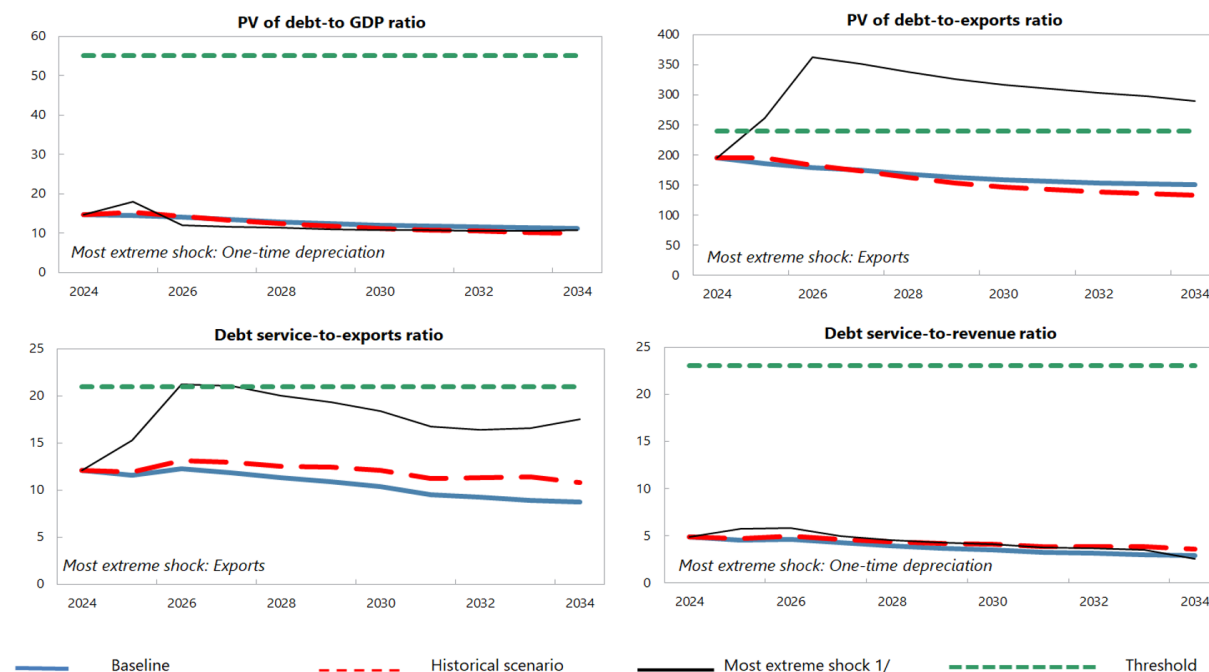 PV of debt-to GDP ratio
60
50
40
30
20
10
0
Most extreme shock: One-time depreciation
2024 2026 2028 2030 2032 2034
PV of debt-to-exports ratio
400
350
300
250
200
150
100
50
0
Most extreme shock: Exports
2024 2026 2028 2030 2032 2034
Debt service-to-exports ratio
25
20
15
10
5
0
Most extreme shock: Exports
2024 2026 2028 2030 2032 2034
Debt service-to-revenue ratio
25
20
15
10
5
0
Most extreme shock: One-time depreciation
2024 2026 2028 2030 2032 2034
Baseline Historical scenario Most extreme shock 1/ Threshold